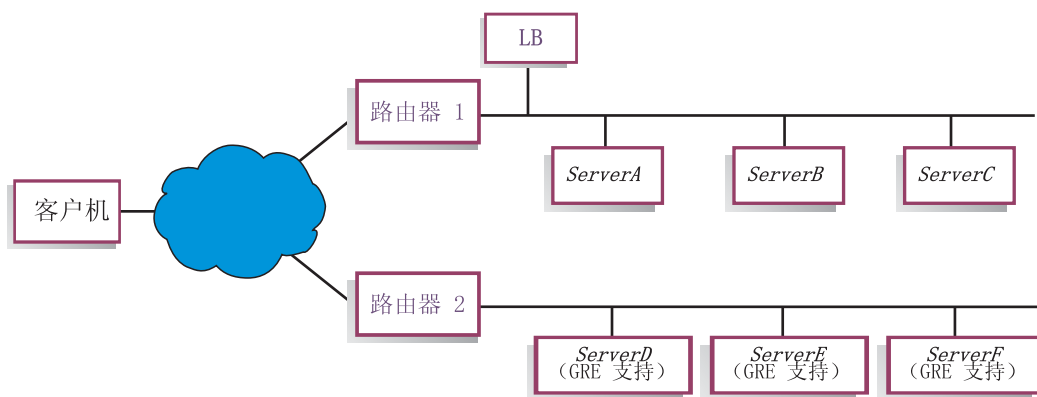 LB
路由器 1
ServerA
ServerB
ServerC
客户机
路由器 2
ServerD
(GRE 支持)
ServerE
(GRE 支持)
ServerF
(GRE 支持)